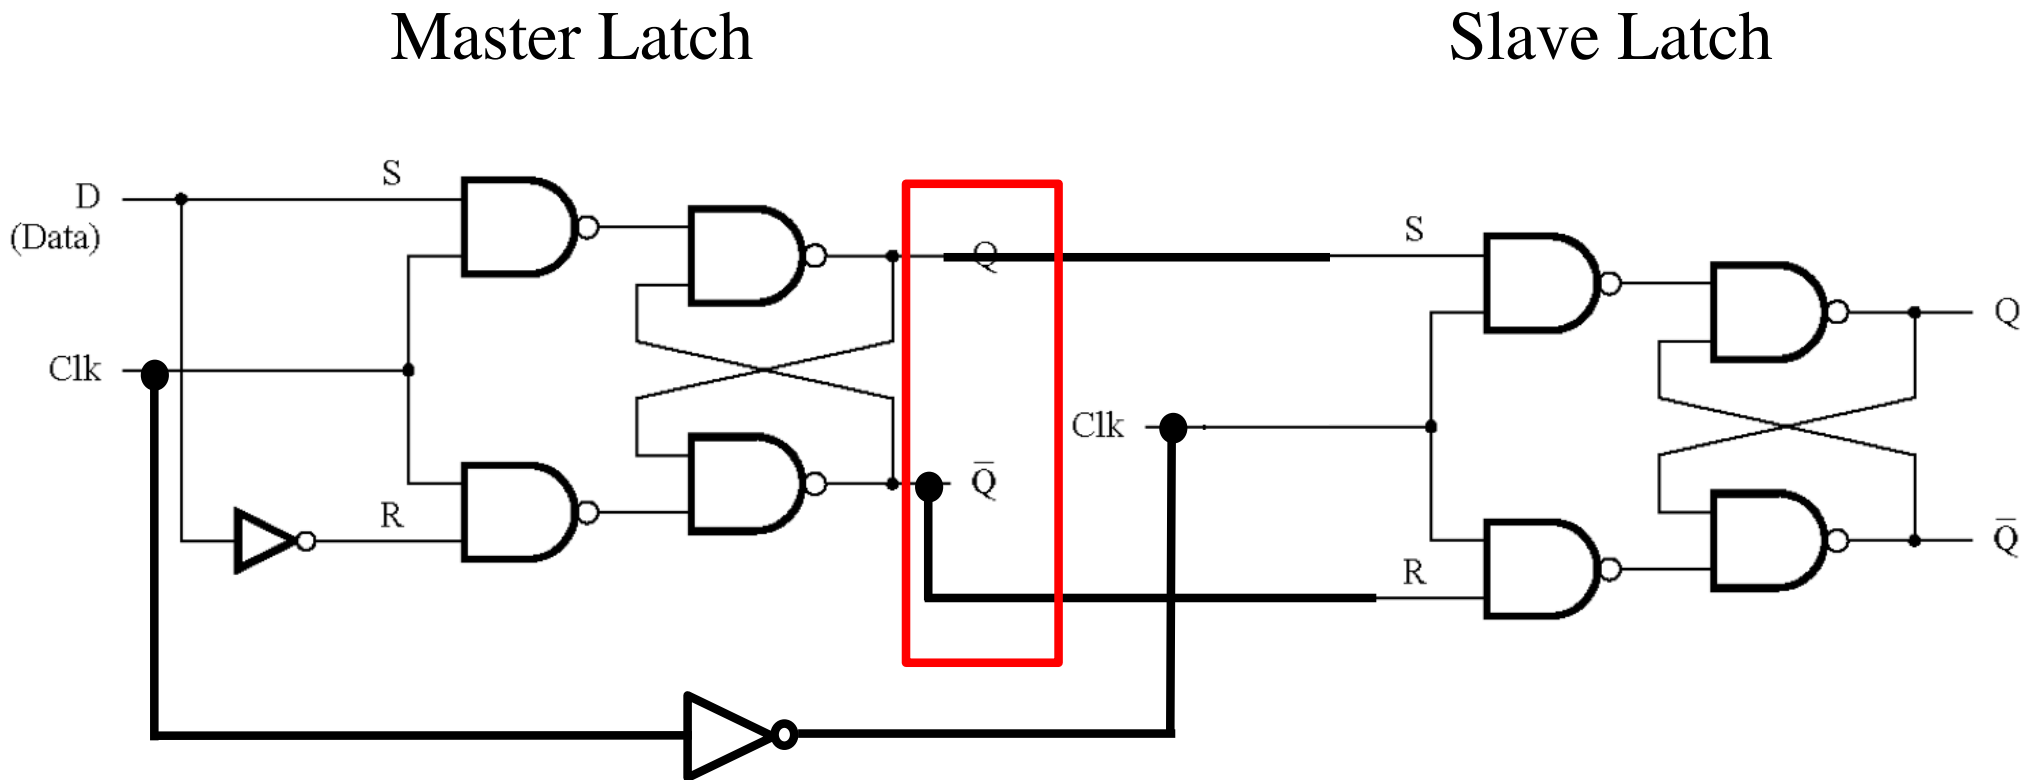 Master Latch
Slave Latch
D
(Data)
S
Clk
R
Q
Q̅
S
Clk
R
Q
Q̅